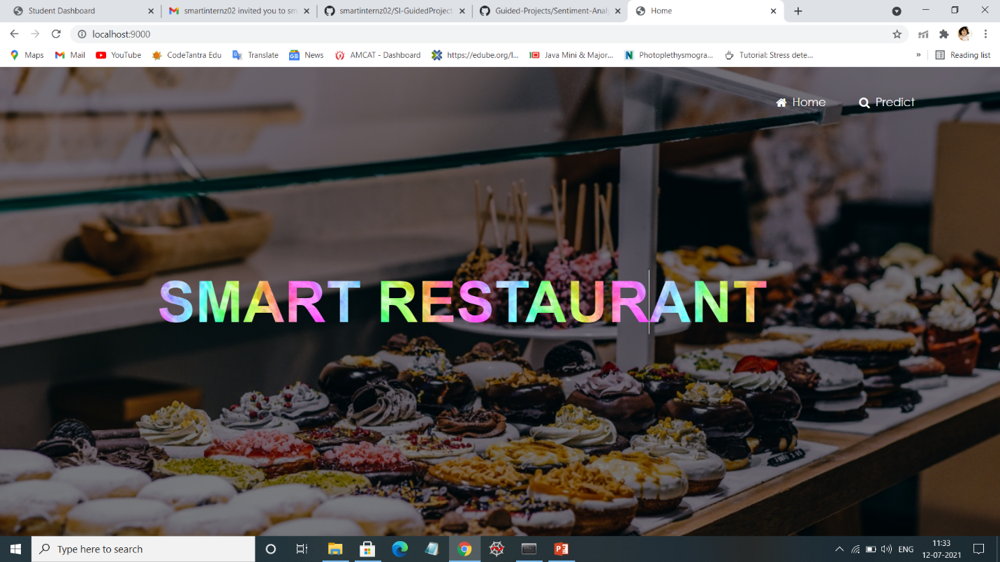 Student Dashboard
smartinternz02 invited you to sm
smartinternz02/SI-GuidedProject
Guided-Projects/Sentiment-Analy
Home
localhost:9000
Maps
Mail
YouTube
CodeTantra Edu
Translate
News
AMCAT - Dashboard
https://edube.org/l...
Java Mini & Major...
Photoplethysmogra...
Tutorial: Stress dete...
»
Reading list
Home
Predict
SMART RESTAURANT
Type here to search
ENG
11:33
12-07-2021